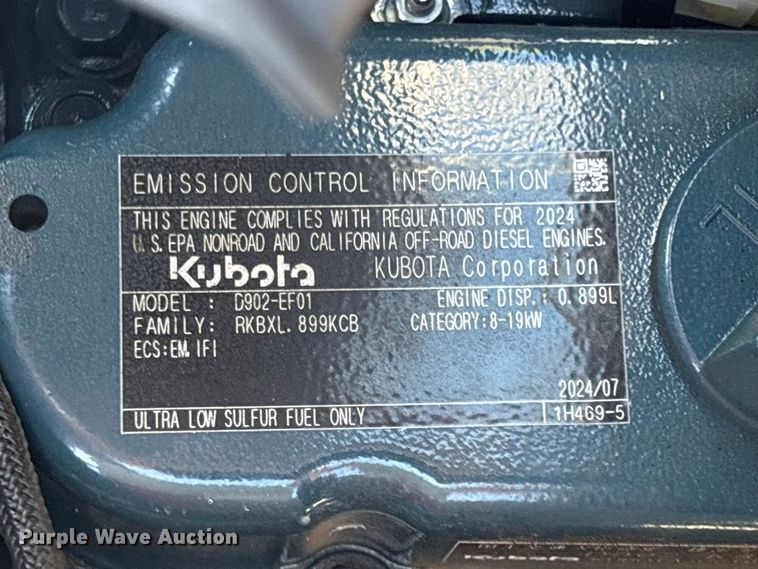 EMISSION CONTROL INFORMATION
THIS ENGINE COMPLIES WITH REGULATIONS FOR 2024
U.S.EPA NONROAD AND CALIFORNIA OFF-ROAD DIESEL ENGINES.
Kubota KUBOTA Corporation
MODEL : D902-EF01 ENGINE DISP.: 0.899L
FAMILY: RKBXL.899KCB CATEGORY:8-19kW
ECS:EM,IFI
2024/07
ULTRA LOW SULFUR FUEL ONLY 1H469-5
Purple Wave Auction